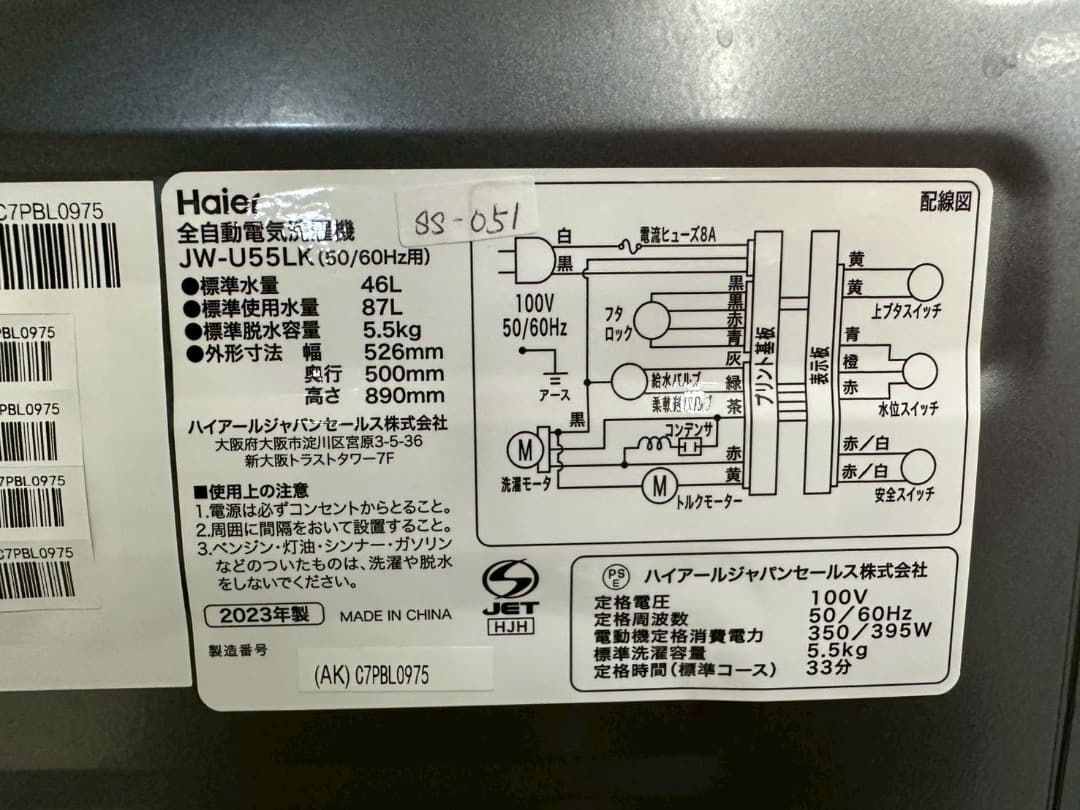 C7PBL0975
PBL0975
PBL0975
7PBL0975
C7PBL0975
Haier
全自動電気洗濯機
JW-U55LK(50/60Hz用)
SS-051
●標準水量 46L
●標準使用水量 87L
●標準脱水容量 5.5kg
●外形寸法 幅 526mm
奥行 500mm
高さ 890mm
ハイアールジャパンセールス株式会社
大阪府大阪市淀川区宮原3-5-36
新大阪トラストタワー7F
■使用上の注意
1.電源は必ずコンセントからとること。
2.周囲に間隔をおいて設置すること。
3.ベンジン・灯油・シンナー・ガソリン
などのついたものは、洗濯や脱水
をしないでください。
2023年製 MADE IN CHINA
製造番号
(AK) C7PBL0975
配線図
白
黒
電流ヒューズ8A
100V
50/60Hz
アース
フタ
ロック
黒
黒
赤
青
灰
給水バルブ
緑
柔軟剤バルブ
茶
黒
コンデンサ
M
洗濯モータ
赤
黄
M
トルクモーター
プリント基板
表示板
黄
黄
上ブタスイッチ
青
橙
赤
水位スイッチ
赤/白
赤/白
安全スイッチ
JET
HJH
PS
E
ハイアールジャパンセールス株式会社
定格電圧 100V
定格周波数 50/60Hz
電動機定格消費電力 350/395W
標準洗濯容量 5.5kg
定格時間(標準コース) 33分